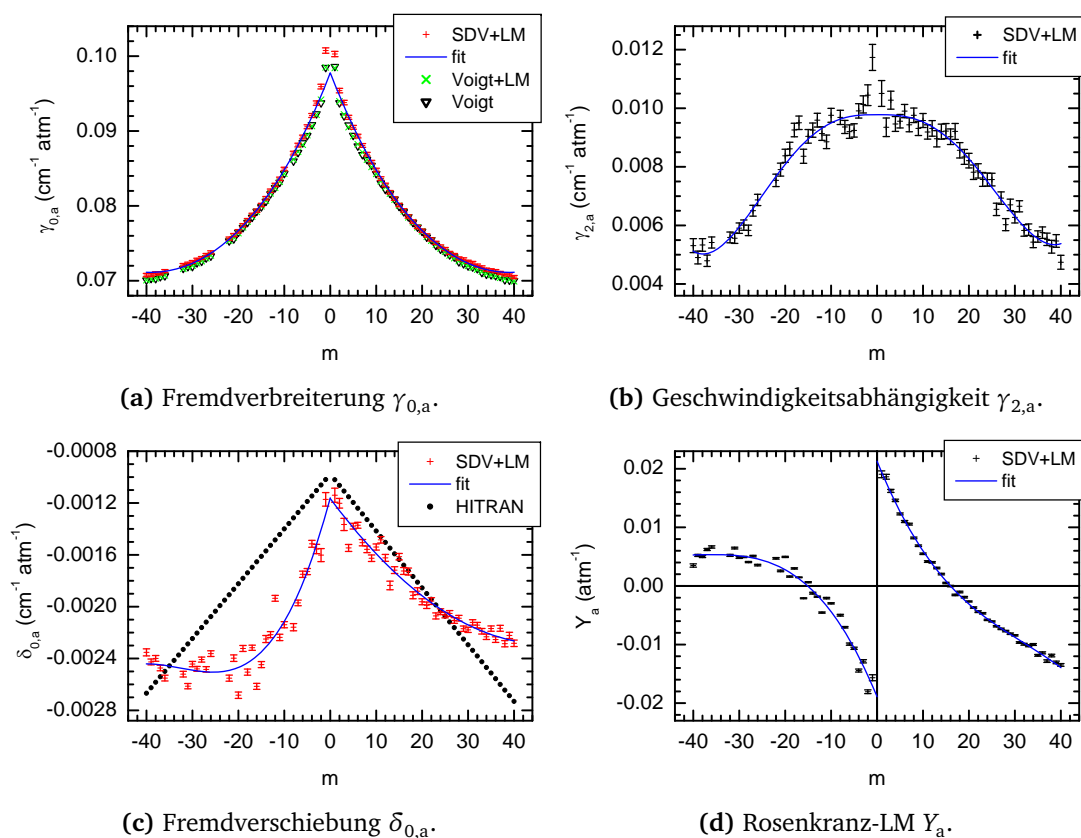 SDV+LM
fit
Voigt+LM
Voigt
0.10
0.09
0.08
0.07
γ0,a (cm-1 atm-1)
-40 -30 -20 -10 0 10 20 30 40
m
(a) Fremdverbreiterung γ0,a.
SDV+LM
fit
0.012
0.010
0.008
0.006
0.004
γ2,a (cm-1 atm-1)
-40 -30 -20 -10 0 10 20 30 40
m
(b) Geschwindigkeitsabhängigkeit γ2,a.
SDV+LM
fit
HITRAN
-0.0008
-0.0012
-0.0016
-0.0020
-0.0024
-0.0028
δ0,a (cm-1 atm-1)
-40 -30 -20 -10 0 10 20 30 40
m
(c) Fremdverschiebung δ0,a.
SDV+LM
fit
0.02
0.01
0.00
-0.01
-0.02
Ya (atm-1)
-40 -30 -20 -10 0 10 20 30 40
m
(d) Rosenkranz-LM Ya.